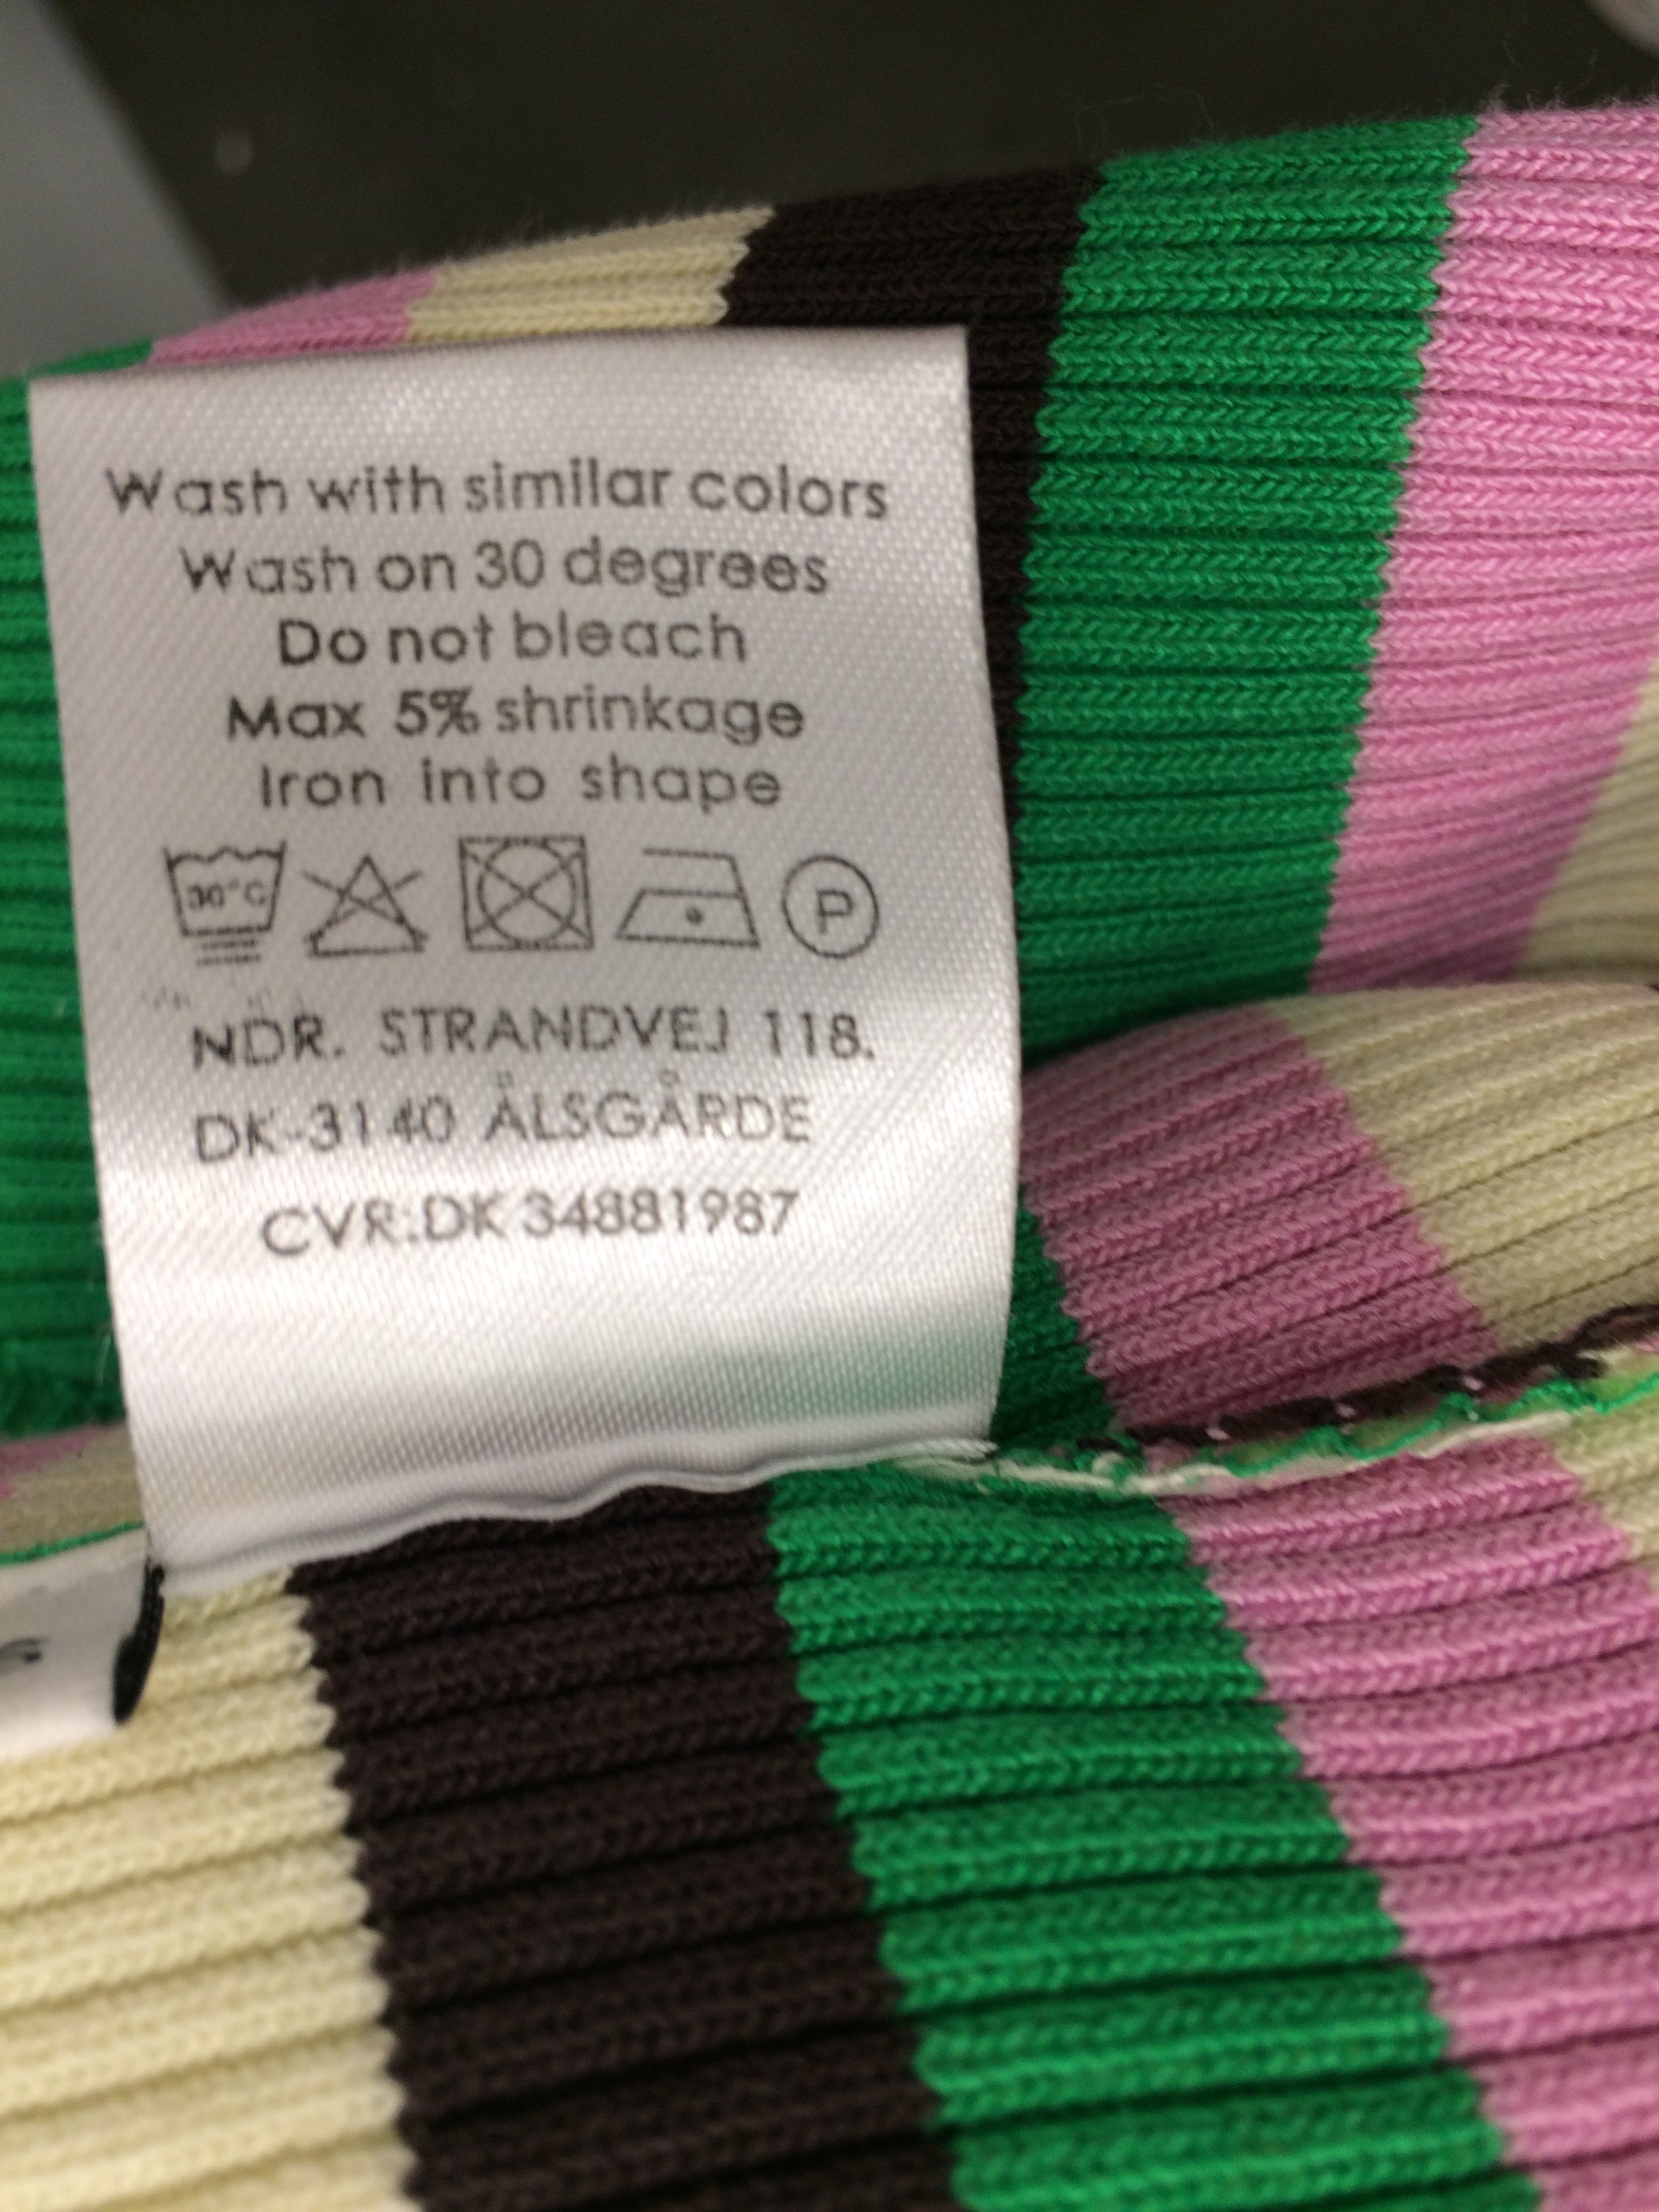 Wash with similar colors
Wash on 30 degrees
Do not bleach
Max 5% shrinkage
Iron into shape
30°C
P
NDR. STRANDVEJ 118.
DK-3140 ÅLSGÅRDE
CVR:DK 34881987